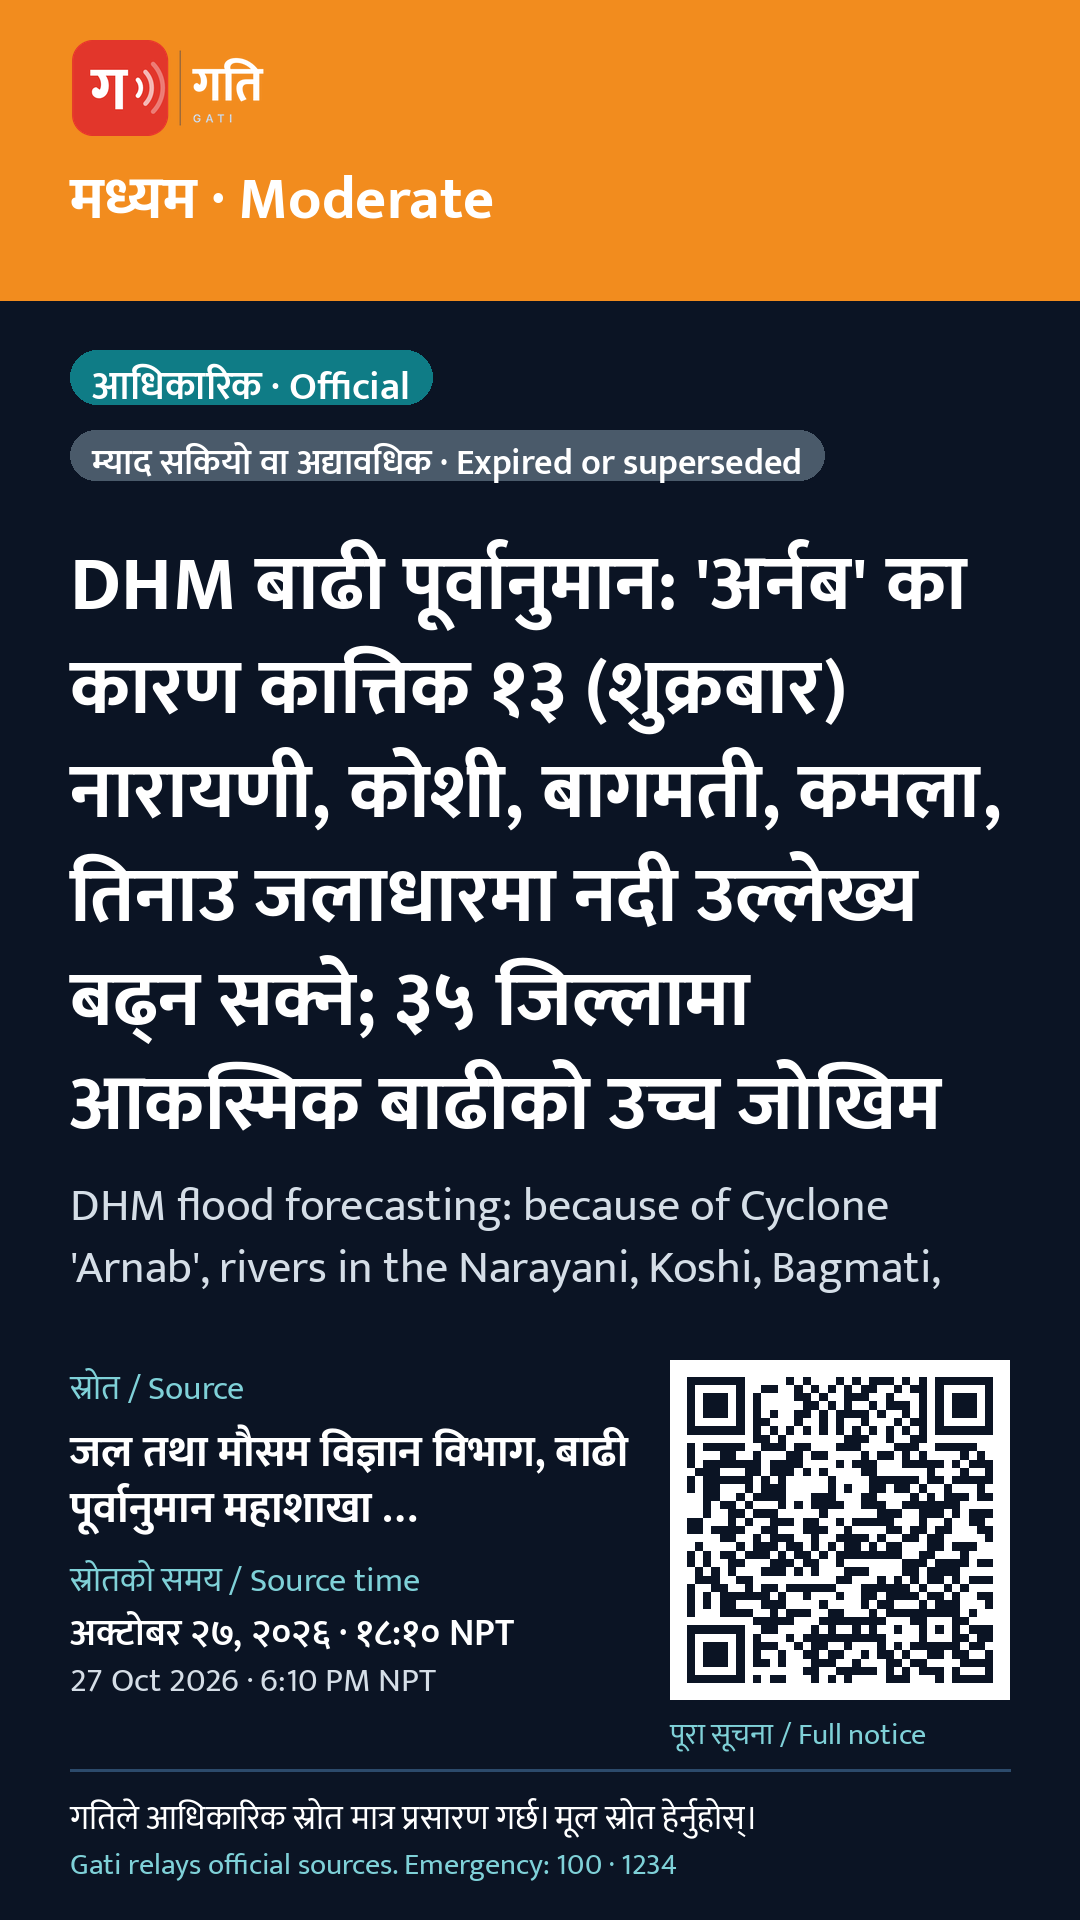 ग
गति
GATI
मध्यम · Moderate
आधिकारिक · Official
म्याद सकियो वा अद्यावधिक · Expired or superseded
DHM बाढी पूर्वानुमान: 'अर्नब' का
कारण कात्तिक १३ (शुक्रबार)
नारायणी, कोशी, बागमती, कमला,
तिनाउ जलाधारमा नदी उल्लेख्य
बढ्न सक्ने; ३५ जिल्लामा
आकस्मिक बाढीको उच्च जोखिम
DHM flood forecasting: because of Cyclone
'Arnab', rivers in the Narayani, Koshi, Bagmati,
स्रोत / Source
जल तथा मौसम विज्ञान विभाग, बाढी
पूर्वानुमान महाशाखा ...
स्रोतको समय / Source time
अक्टोबर २७, २०२६ · १८:१० NPT
27 Oct 2026 · 6:10 PM NPT
पूरा सूचना / Full notice
गतिले आधिकारिक स्रोत मात्र प्रसारण गर्छ। मूल स्रोत हेर्नुहोस्।
Gati relays official sources. Emergency: 100 · 1234